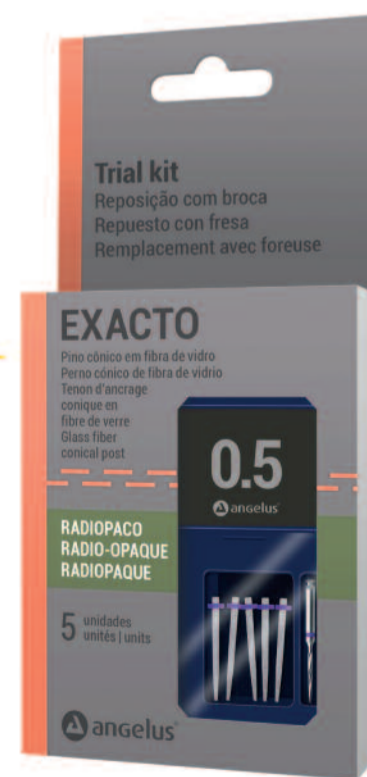 Trial kit
Reposição com broca
Repuesto con fresa
Remplacement avec foreuse
EXACTO
Pino cônico em fibra de vidro
Perno cónico de fibra de vidrio
Tenon d'ancrage
conique en
fibre de verre
Glass fiber
conical post
0.5
angelus
RADIOPACO
RADIO-OPAQUE
RADIOPAQUE
5 unidades
unités | units
angelus